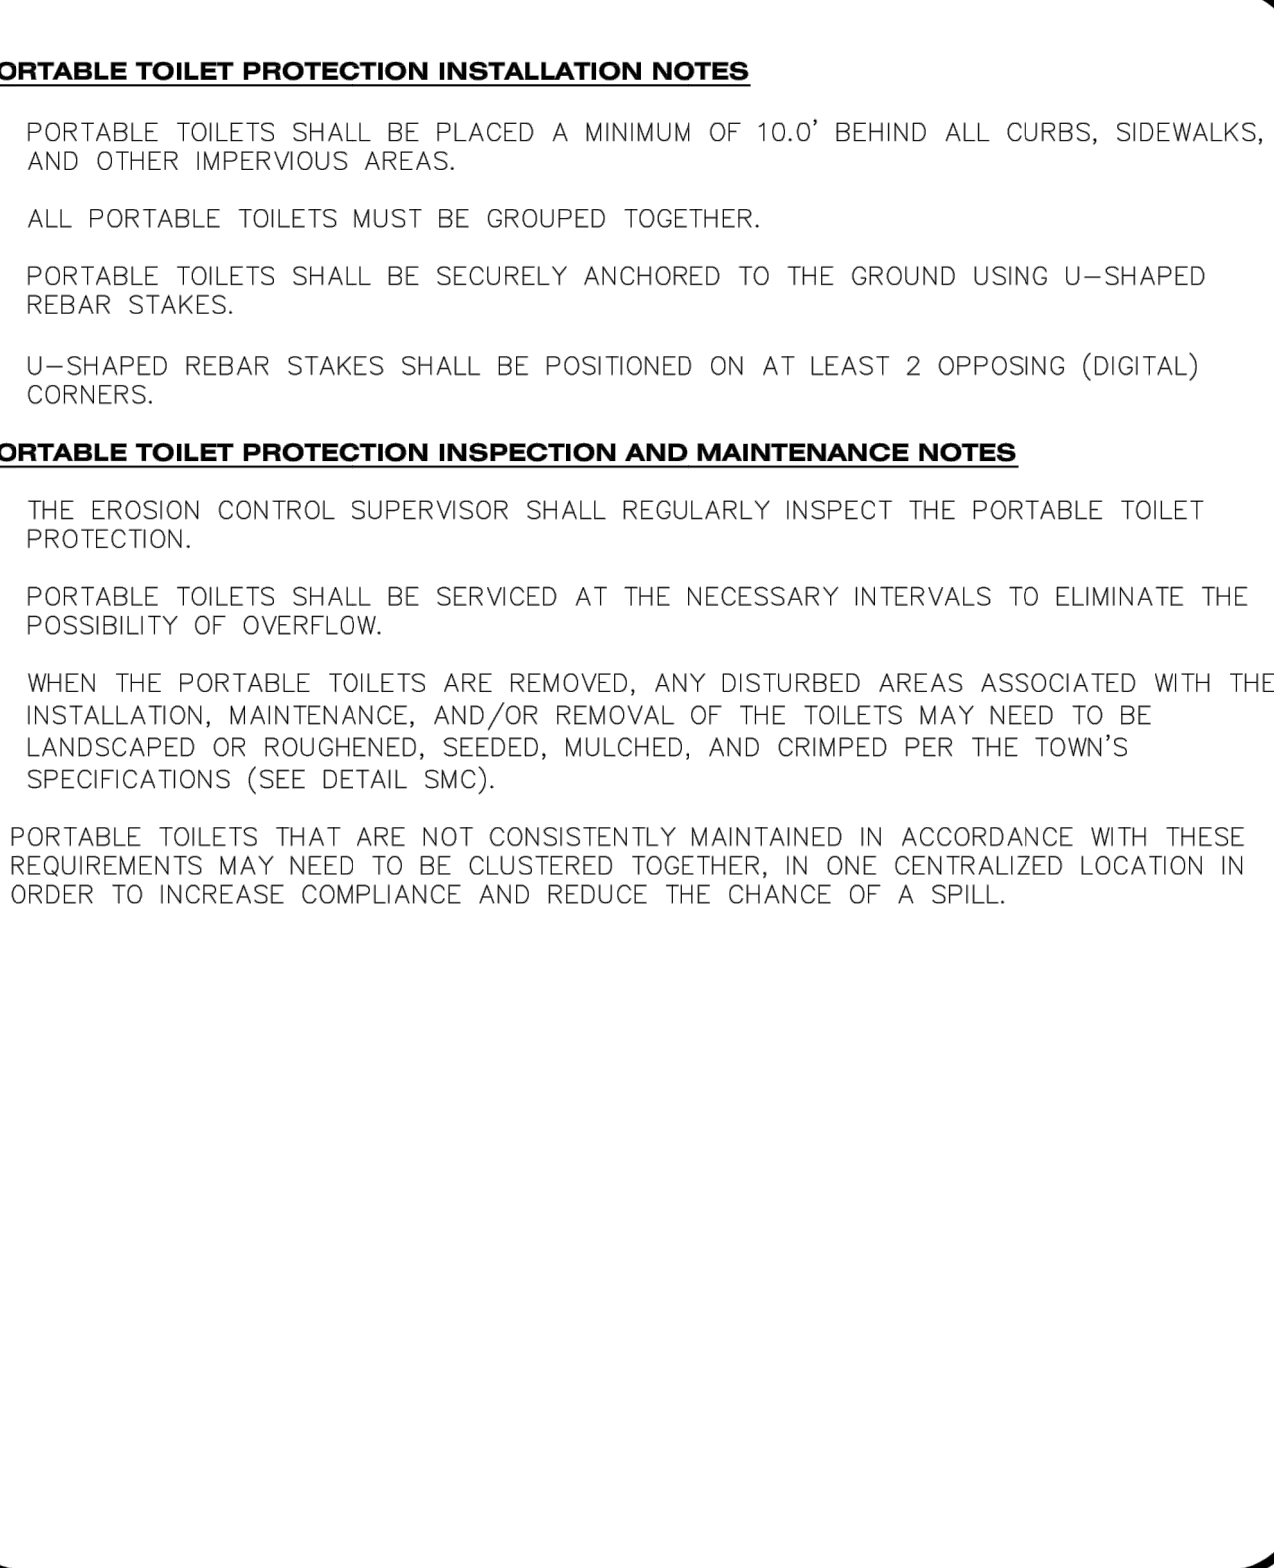 ORTABLE TOILET PROTECTION INSTALLATION NOTES
PORTABLE TOILETS SHALL BE PLACED A MINIMUM OF 10.0' BEHIND ALL CURBS, SIDEWALKS,
AND OTHER IMPERVIOUS AREAS.
ALL PORTABLE TOILETS MUST BE GROUPED TOGETHER.
PORTABLE TOILETS SHALL BE SECURELY ANCHORED TO THE GROUND USING U-SHAPED
REBAR STAKES.
U-SHAPED REBAR STAKES SHALL BE POSITIONED ON AT LEAST 2 OPPOSING (DIGITAL)
CORNERS.
ORTABLE TOILET PROTECTION INSPECTION AND MAINTENANCE NOTES
THE EROSION CONTROL SUPERVISOR SHALL REGULARLY INSPECT THE PORTABLE TOILET
PROTECTION.
PORTABLE TOILETS SHALL BE SERVICED AT THE NECESSARY INTERVALS TO ELIMINATE THE
POSSIBILITY OF OVERFLOW.
WHEN THE PORTABLE TOILETS ARE REMOVED, ANY DISTURBED AREAS ASSOCIATED WITH THE
INSTALLATION, MAINTENANCE, AND/OR REMOVAL OF THE TOILETS MAY NEED TO BE
LANDSCAPED OR ROUGHENED, SEEDED, MULCHED, AND CRIMPED PER THE TOWN'S
SPECIFICATIONS (SEE DETAIL SMC).
PORTABLE TOILETS THAT ARE NOT CONSISTENTLY MAINTAINED IN ACCORDANCE WITH THESE
REQUIREMENTS MAY NEED TO BE CLUSTERED TOGETHER, IN ONE CENTRALIZED LOCATION IN
ORDER TO INCREASE COMPLIANCE AND REDUCE THE CHANCE OF A SPILL.